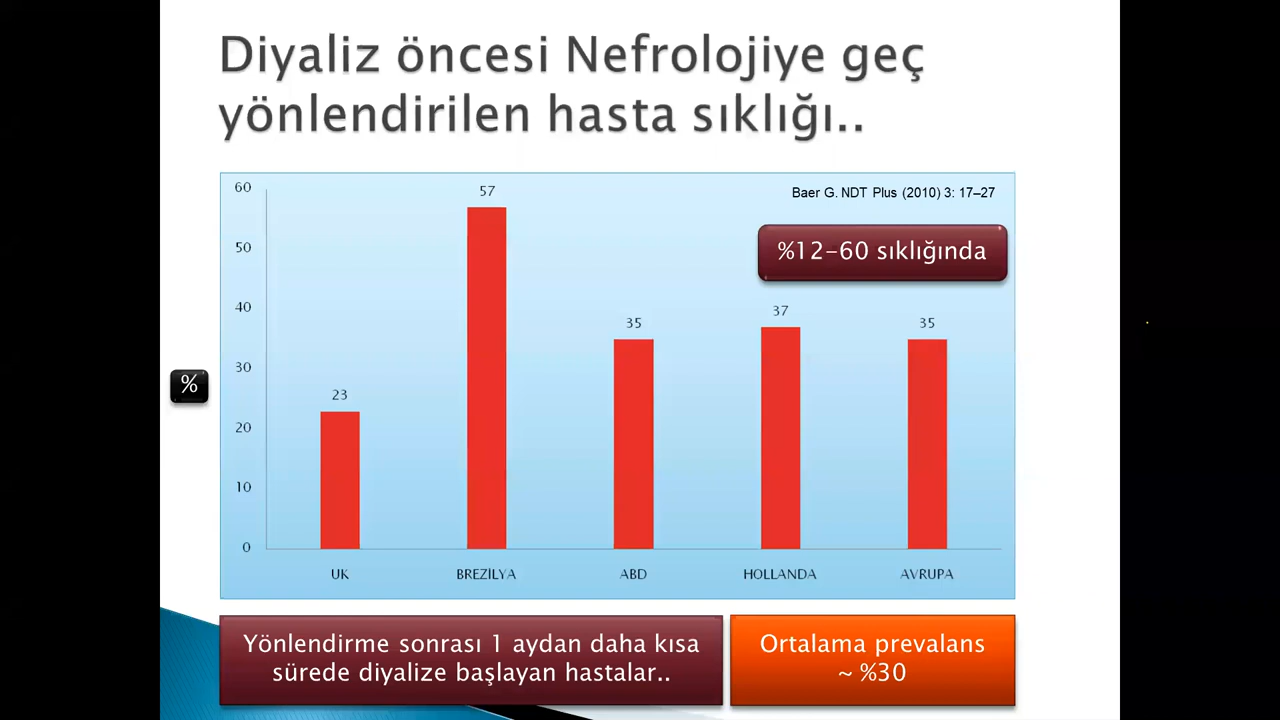 Diyaliz öncesi Nefrolojiye geç
yönlendirilen hasta sıklığı..
Baer G. NDT Plus (2010) 3: 17–27
%12-60 sıklığında
%
60
50
40
30
20
10
0
23
57
35
37
35
UK
BREZİLYA
ABD
HOLLANDA
AVRUPA
Yönlendirme sonrası 1 aydan daha kısa
sürede diyalize başlayan hastalar..
Ortalama prevalans
~ %30